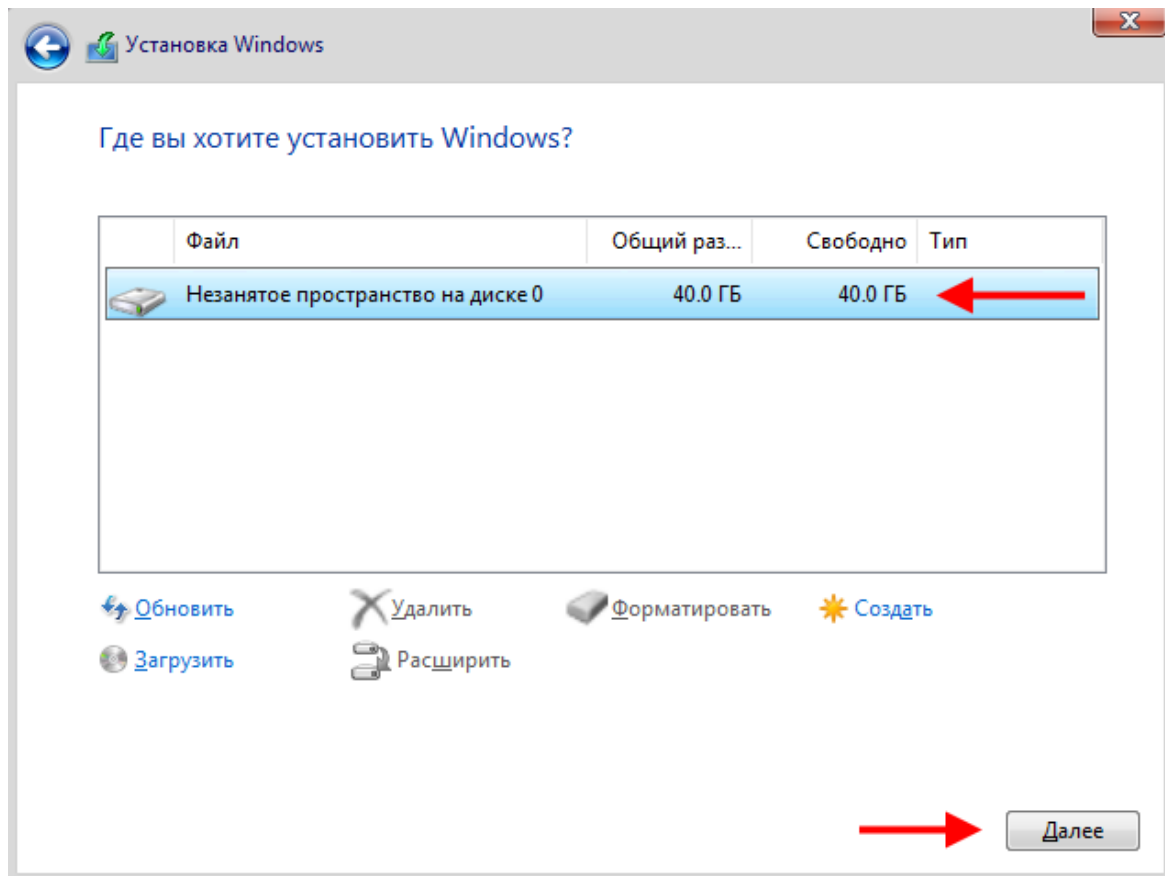 Установка Windows
Где вы хотите установить Windows?
Файл Общий раз... Свободно Тип
Незанятое пространство на диске 0 40.0 ГБ 40.0 ГБ
Обновить Удалить Форматировать Создать
Загрузить Расширить
Далее